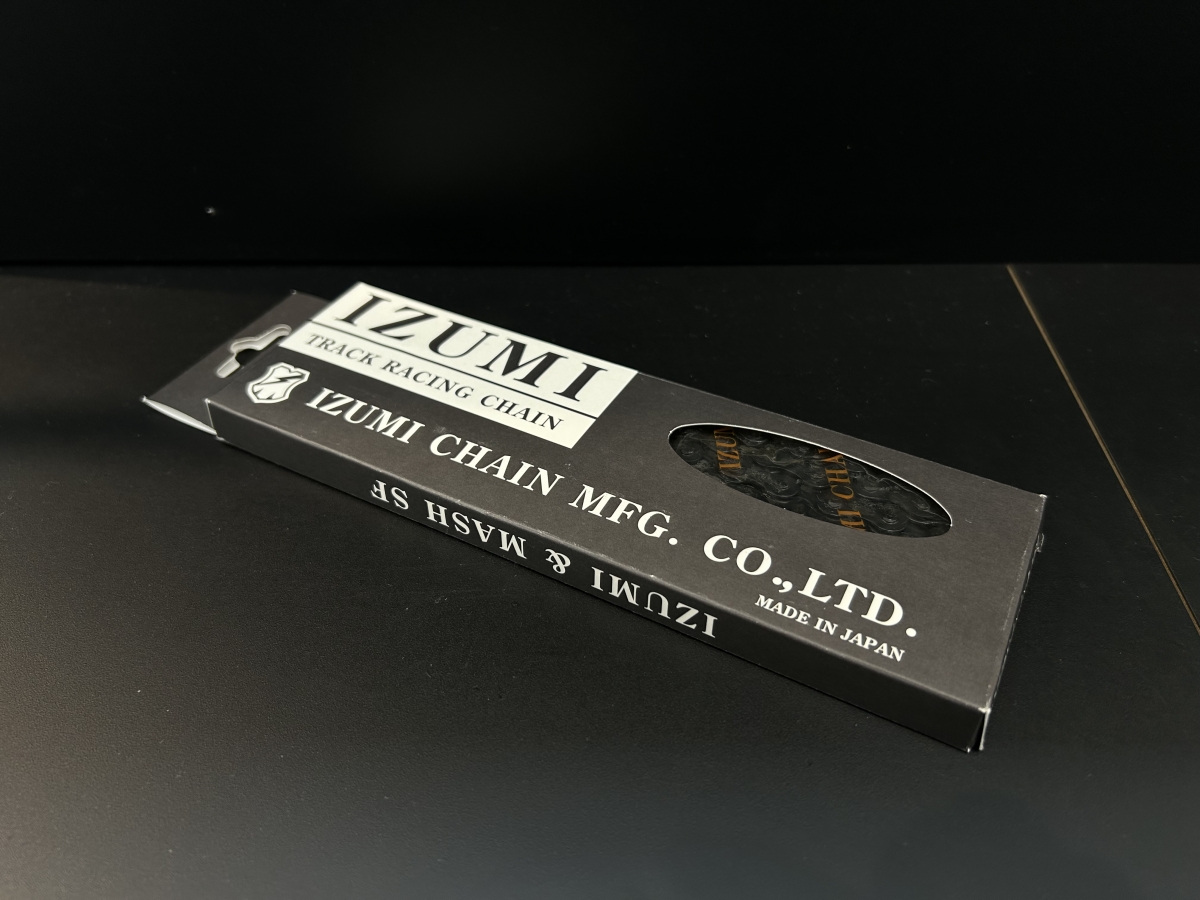 IZUMI
TRACK RACING CHAIN
IZUMI CHAIN MFG. CO.,LTD.
MADE IN JAPAN
IZUMI & MASH SF